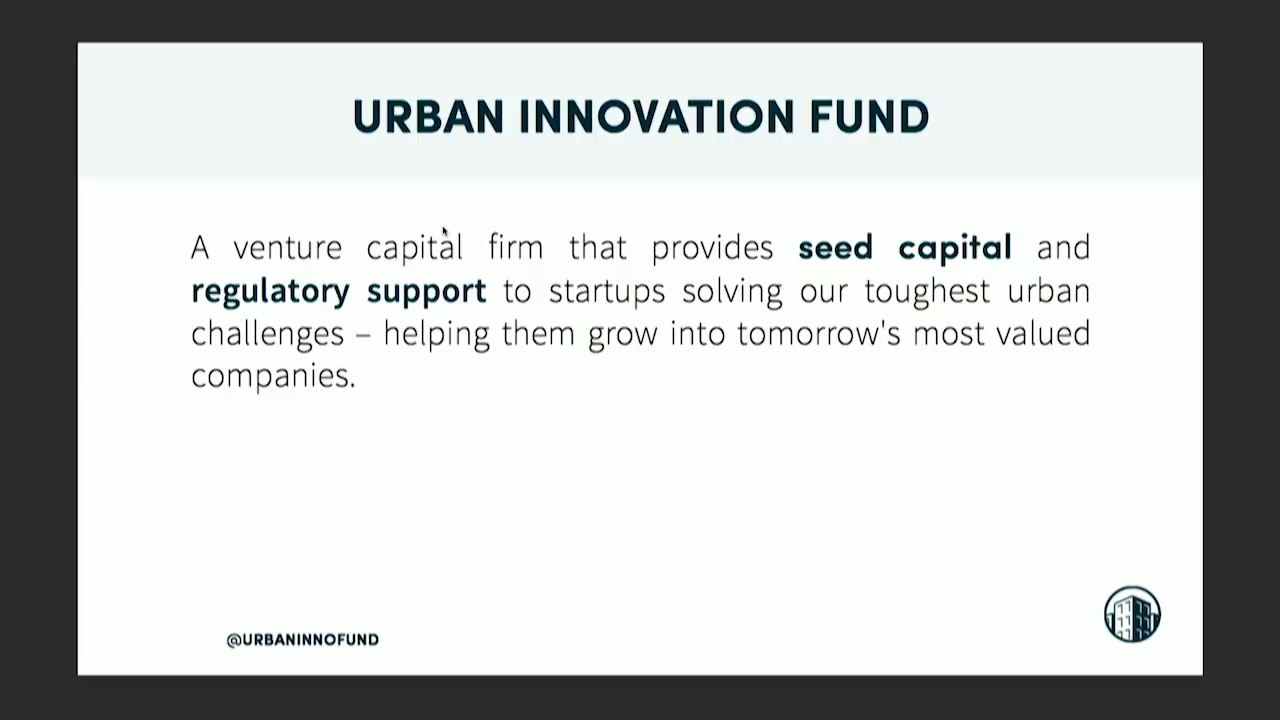 URBAN INNOVATION FUND
A venture capital firm that provides seed capital and
regulatory support to startups solving our toughest urban
challenges – helping them grow into tomorrow's most valued
companies.
@URBANINNOFUND